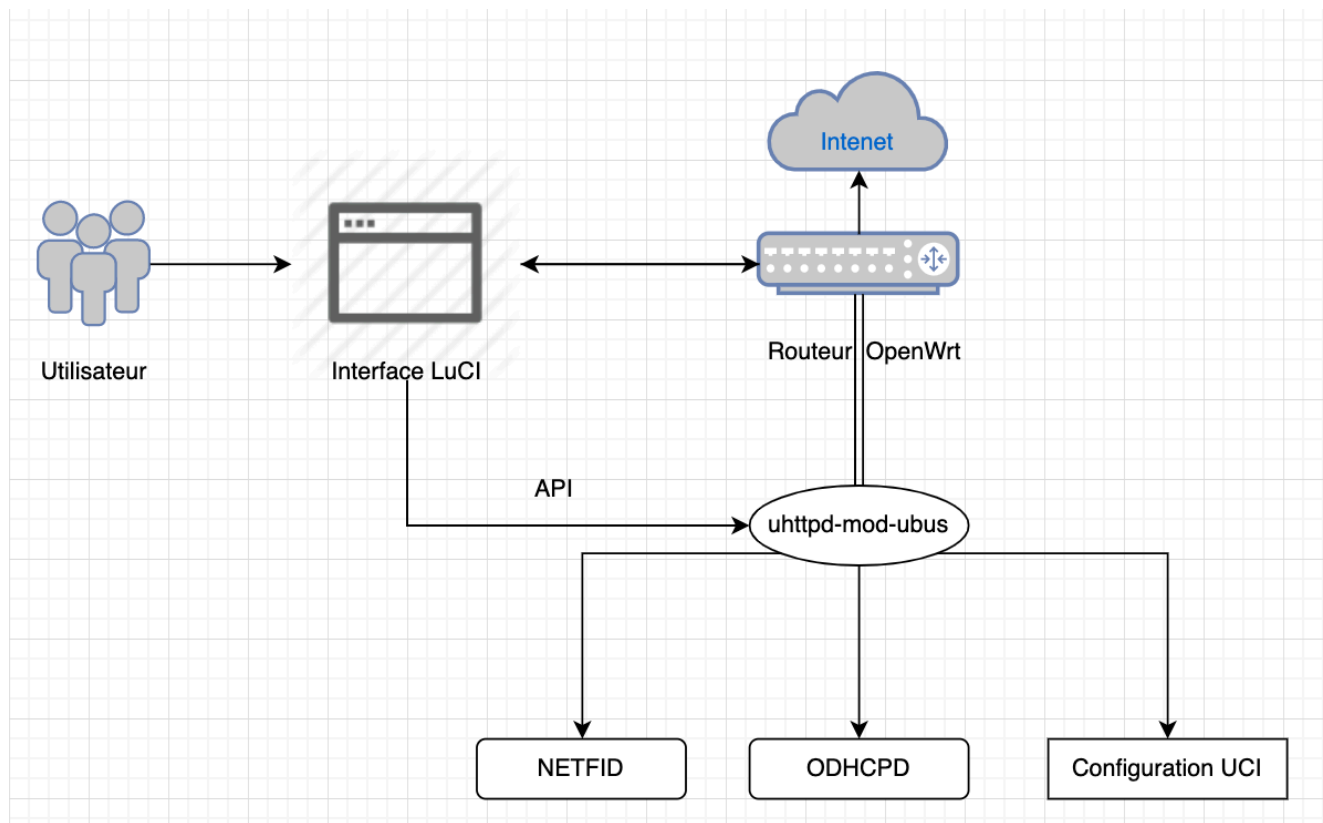 Intenet
Routeur OpenWrt
Utilisateur
Interface LuCI
API
uhttpd-mod-ubus
NETFID
ODHCPD
Configuration UCI